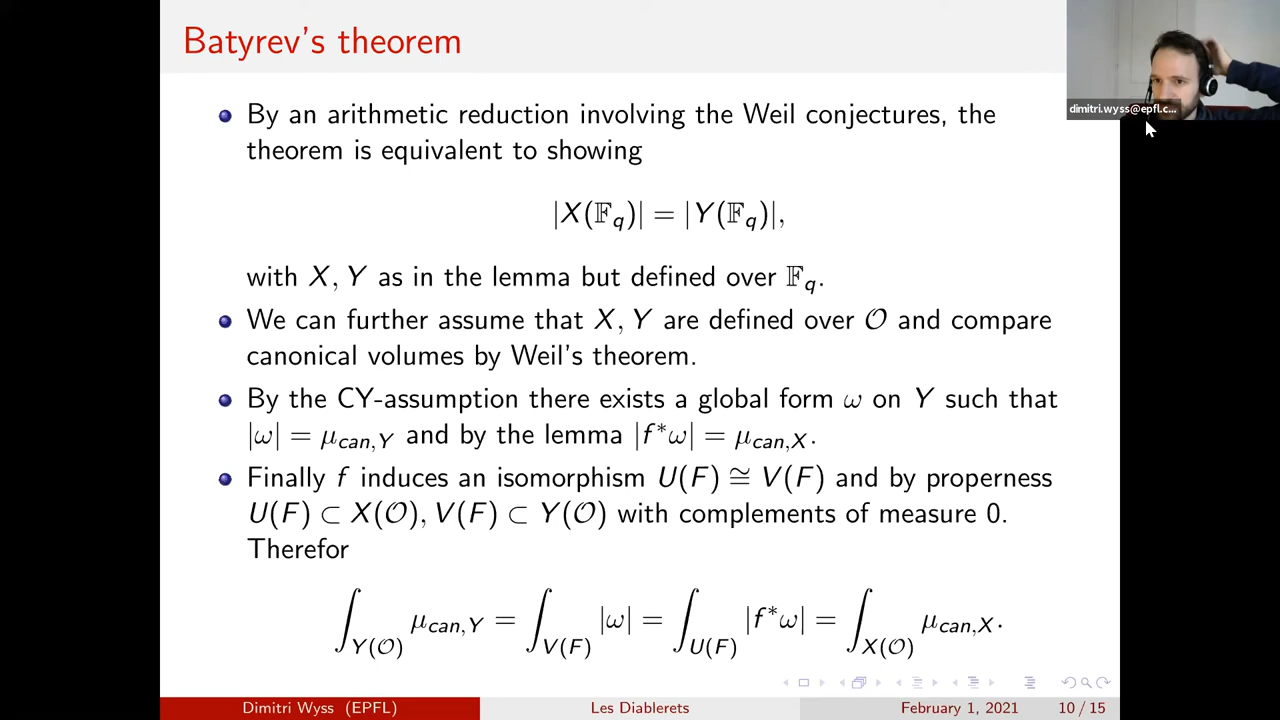 Batyrev's theorem
By an arithmetic reduction involving the Weil conjectures, the
theorem is equivalent to showing
|X(𝔽_q)| = |Y(𝔽_q)|,
with X, Y as in the lemma but defined over 𝔽_q.
We can further assume that X, Y are defined over 𝒪 and compare
canonical volumes by Weil's theorem.
By the CY-assumption there exists a global form ω on Y such that
|ω| = μ_{can,Y} and by the lemma |f*ω| = μ_{can,X}.
Finally f induces an isomorphism U(F) ≅ V(F) and by properness
U(F) ⊂ X(𝒪), V(F) ⊂ Y(𝒪) with complements of measure 0.
Therefor
∫_{Y(𝒪)} μ_{can,Y} = ∫_{V(F)} |ω| = ∫_{U(F)} |f*ω| = ∫_{X(𝒪)} μ_{can,X}.
Dimitri Wyss (EPFL) Les Diablerets February 1, 2021 10 / 15
dimitri.wyss@epfl.c...